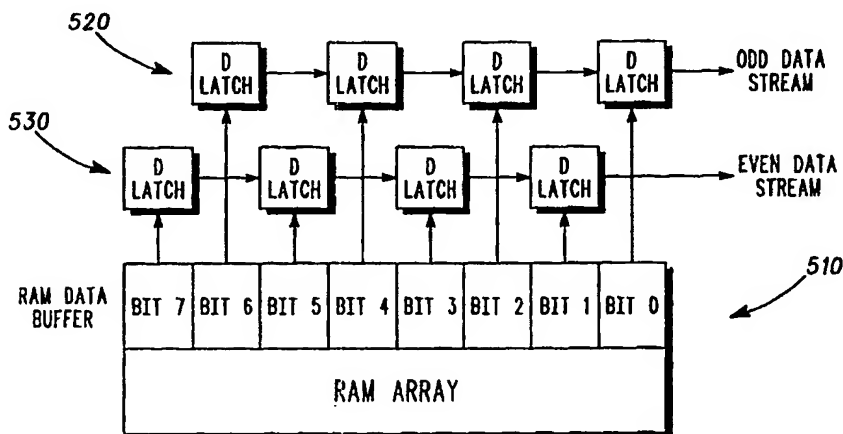 520
D LATCH
D LATCH
D LATCH
D LATCH
ODD DATA STREAM
530
D LATCH
D LATCH
D LATCH
D LATCH
EVEN DATA STREAM
510
RAM DATA BUFFER
BIT 7
BIT 6
BIT 5
BIT 4
BIT 3
BIT 2
BIT 1
BIT 0
RAM ARRAY